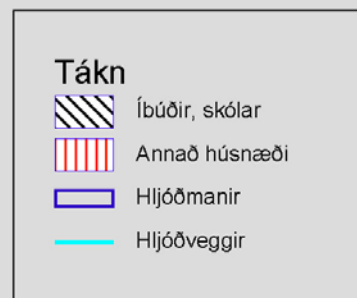 Tákn
Íbúðir, skólar
Annað húsnæði
Hljóðmanir
Hljóðveggir